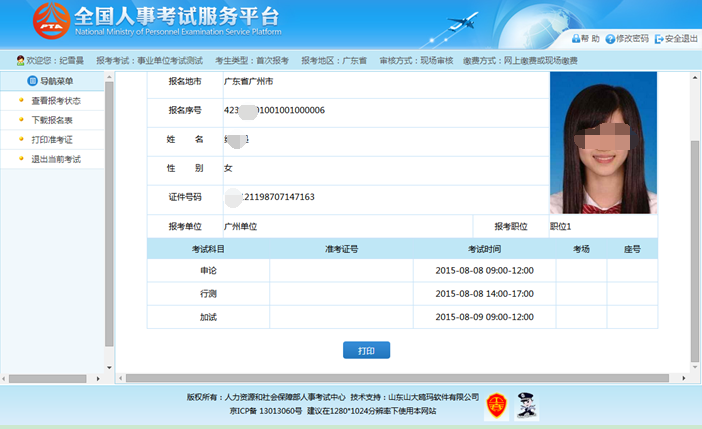 全国人事考试服务平台
National Ministry of Personnel Examination Service Platform
帮 助 修改密码 安全退出
欢迎您：纪雪晨 报考考试：事业单位考试测试 考生类型：首次报考 报考地区：广东省 审核方式：现场审核 缴费方式：网上缴费或现场缴费
导航菜单
查看报考状态
下载报名表
打印准考证
退出当前考试
报名地市 广东省广州市
报名序号 423 01001001000006
姓 名
性 别 女
证件号码 21198707147163
报考单位 广州单位 报考职位 职位1
考试科目 准考证号 考试时间 考场 座号
申论 2015-08-08 09:00-12:00
行测 2015-08-08 14:00-17:00
加试 2015-08-09 09:00-12:00
打印
版权所有：人力资源和社会保障部人事考试中心 技术支持：山东山大鸥玛软件有限公司
京ICP备 13013060号 建议在1280*1024分辨率下使用本网站